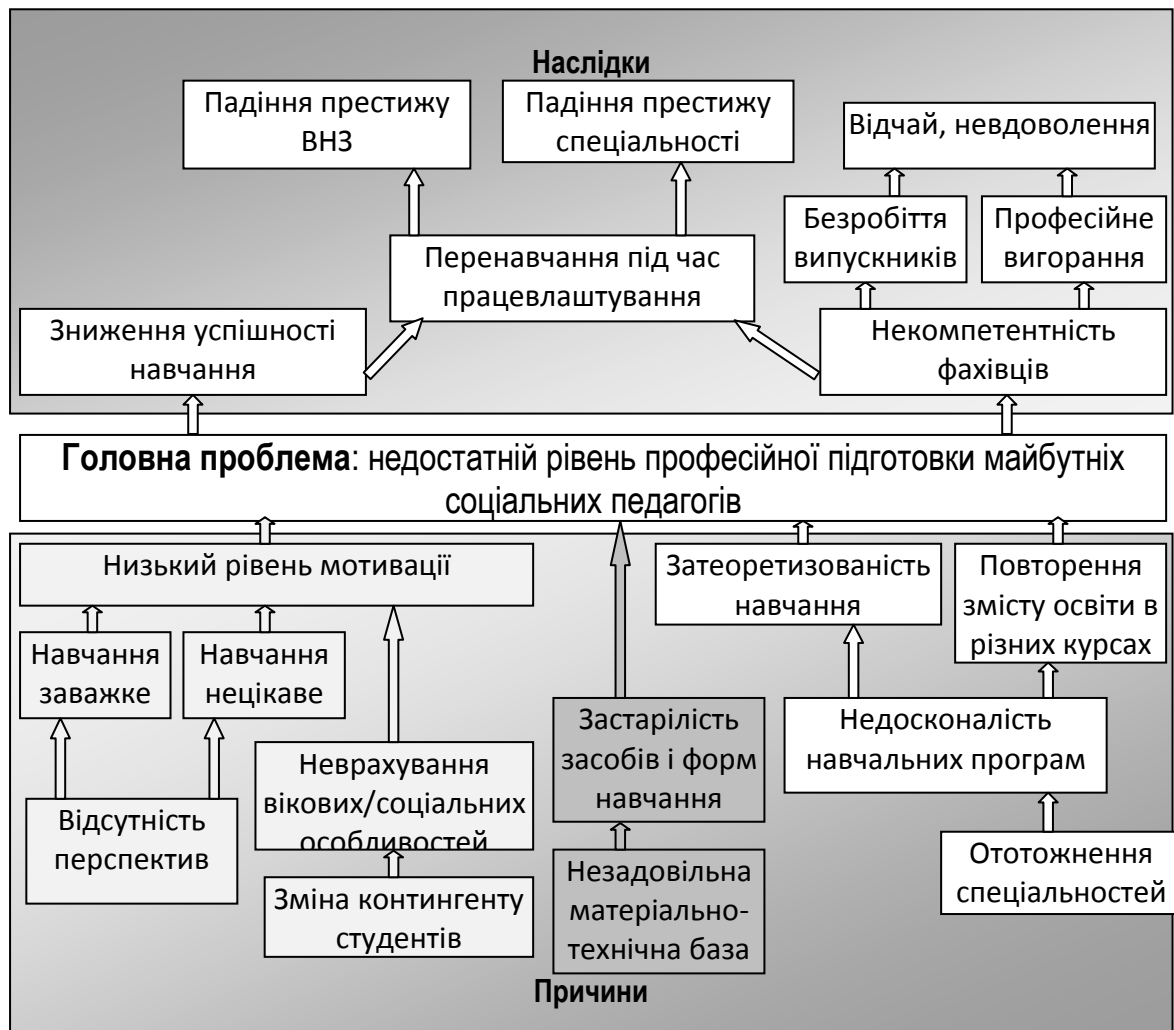 Наслідки
Падіння престижу
ВНЗ
Падіння престижу
спеціальності
Відчай, невдоволення
Безробіття
випускників
Професійне
вигорання
Перенавчання під час
працевлаштування
Зниження успішності
навчання
Некомпетентність
фахівців
Головна проблема: недостатній рівень професійної підготовки майбутніх
соціальних педагогів
Низький рівень мотивації
Затеоретизованість
навчання
Повторення
змісту освіти в
різних курсах
Навчання
заважке
Навчання
нецікаве
Застарілість
засобів і форм
навчання
Недосконалість
навчальних програм
Неврахування
вікових/соціальних
особливостей
Відсутність
перспектив
Ототожнення
спеціальностей
Зміна контингенту
студентів
Незадовільна
матеріально-
технічна база
Причини